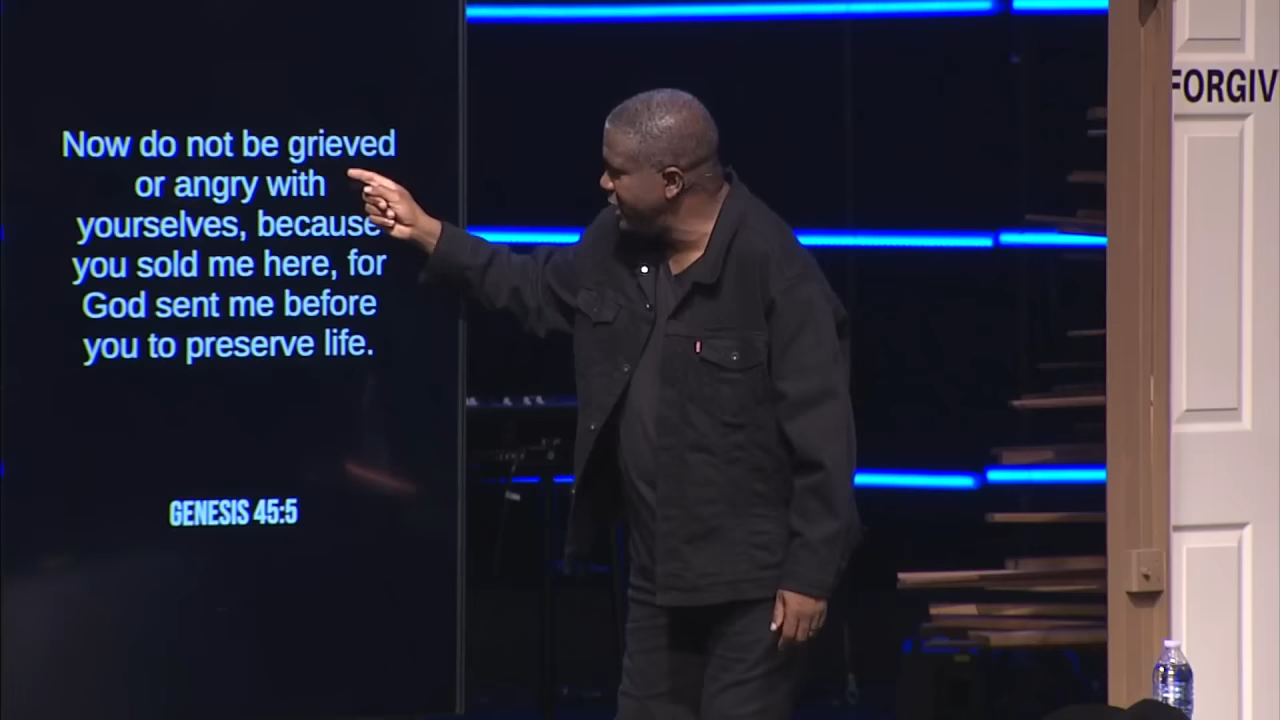 Now do not be grieved
or angry with
yourselves, because
you sold me here, for
God sent me before
you to preserve life.
GENESIS 45:5
FORGIV